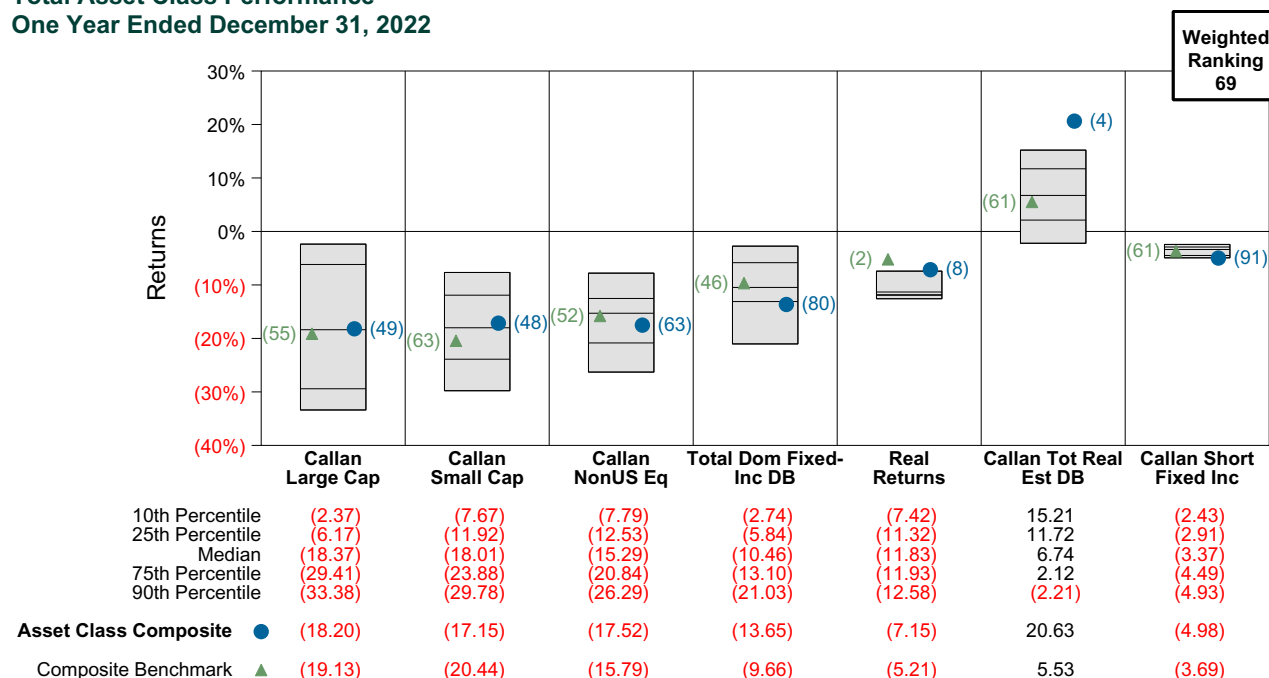 One Year Ended December 31, 2022
Weighted
Ranking
69
Returns
30%
20%
10%
0%
(10%)
(20%)
(30%)
(40%)
(55) (49)
(63) (48)
(52) (63)
(46) (80)
(2) (8)
(61) (4)
(61) (91)
Callan Callan Callan Total Dom Fixed- Real Callan Tot Real Callan Short
Large Cap Small Cap NonUS Eq Inc DB Returns Est DB Fixed Inc
10th Percentile (2.37) (7.67) (7.79) (2.74) (7.42) 15.21 (2.43)
25th Percentile (6.17) (11.92) (12.53) (5.84) (11.32) 11.72 (2.91)
Median (18.37) (18.01) (15.29) (10.46) (11.83) 6.74 (3.37)
75th Percentile (29.41) (23.88) (20.84) (13.10) (11.93) 2.12 (4.49)
90th Percentile (33.38) (29.78) (26.29) (21.03) (12.58) (2.21) (4.93)
Asset Class Composite (18.20) (17.15) (17.52) (13.65) (7.15) 20.63 (4.98)
Composite Benchmark (19.13) (20.44) (15.79) (9.66) (5.21) 5.53 (3.69)